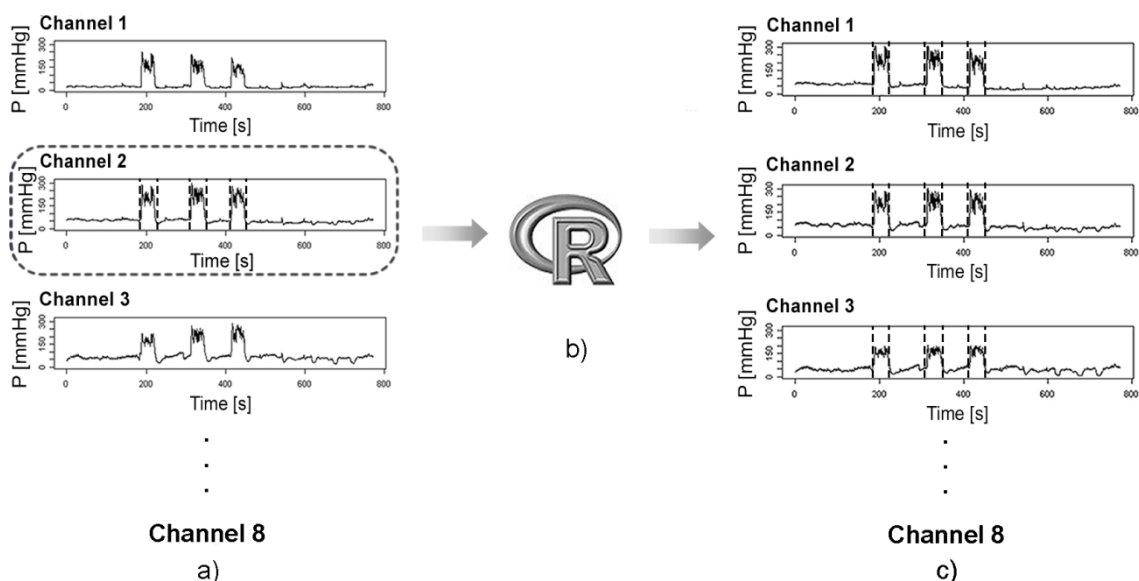 Channel 1
P [mmHg]
0 150 300
0 200 400 600 800
Time [s]
Channel 2
P [mmHg]
0 150 300
0 200 400 600 800
Time [s]
Channel 3
P [mmHg]
0 150 300
0 200 400 600 800
Time [s]
Channel 8
a)
R
b)
Channel 1
P [mmHg]
0 150 300
0 200 400 600 800
Time [s]
Channel 2
P [mmHg]
0 150 300
0 200 400 600 800
Time [s]
Channel 3
P [mmHg]
0 150 300
0 200 400 600 800
Time [s]
Channel 8
c)